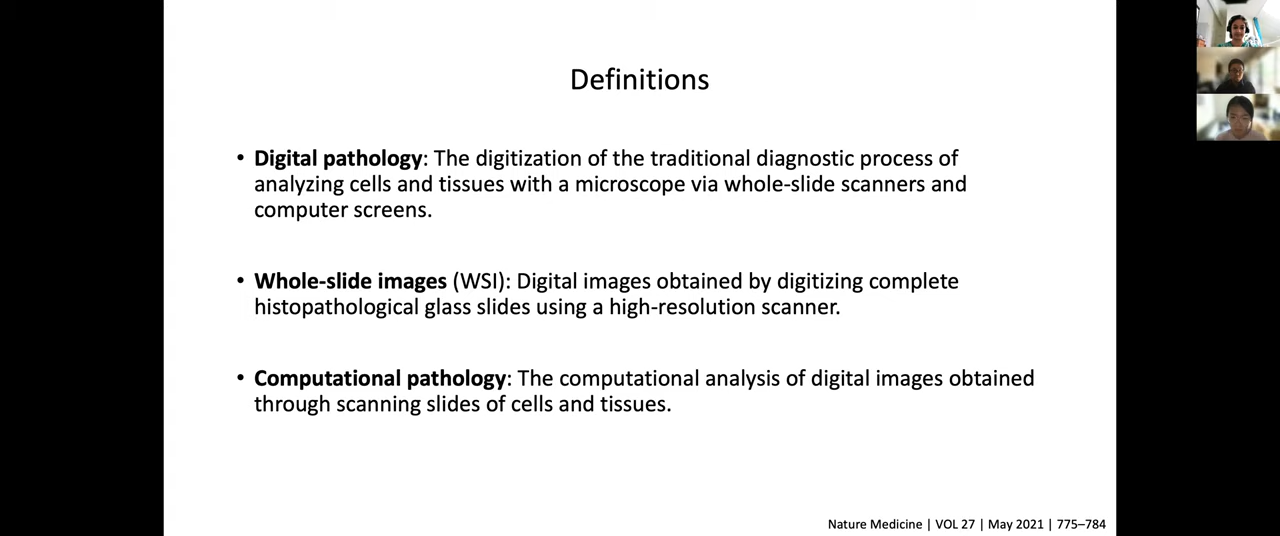 Definitions
• Digital pathology: The digitization of the traditional diagnostic process of
analyzing cells and tissues with a microscope via whole-slide scanners and
computer screens.
• Whole-slide images (WSI): Digital images obtained by digitizing complete
histopathological glass slides using a high-resolution scanner.
• Computational pathology: The computational analysis of digital images obtained
through scanning slides of cells and tissues.
Nature Medicine | VOL 27 | May 2021 | 775–784